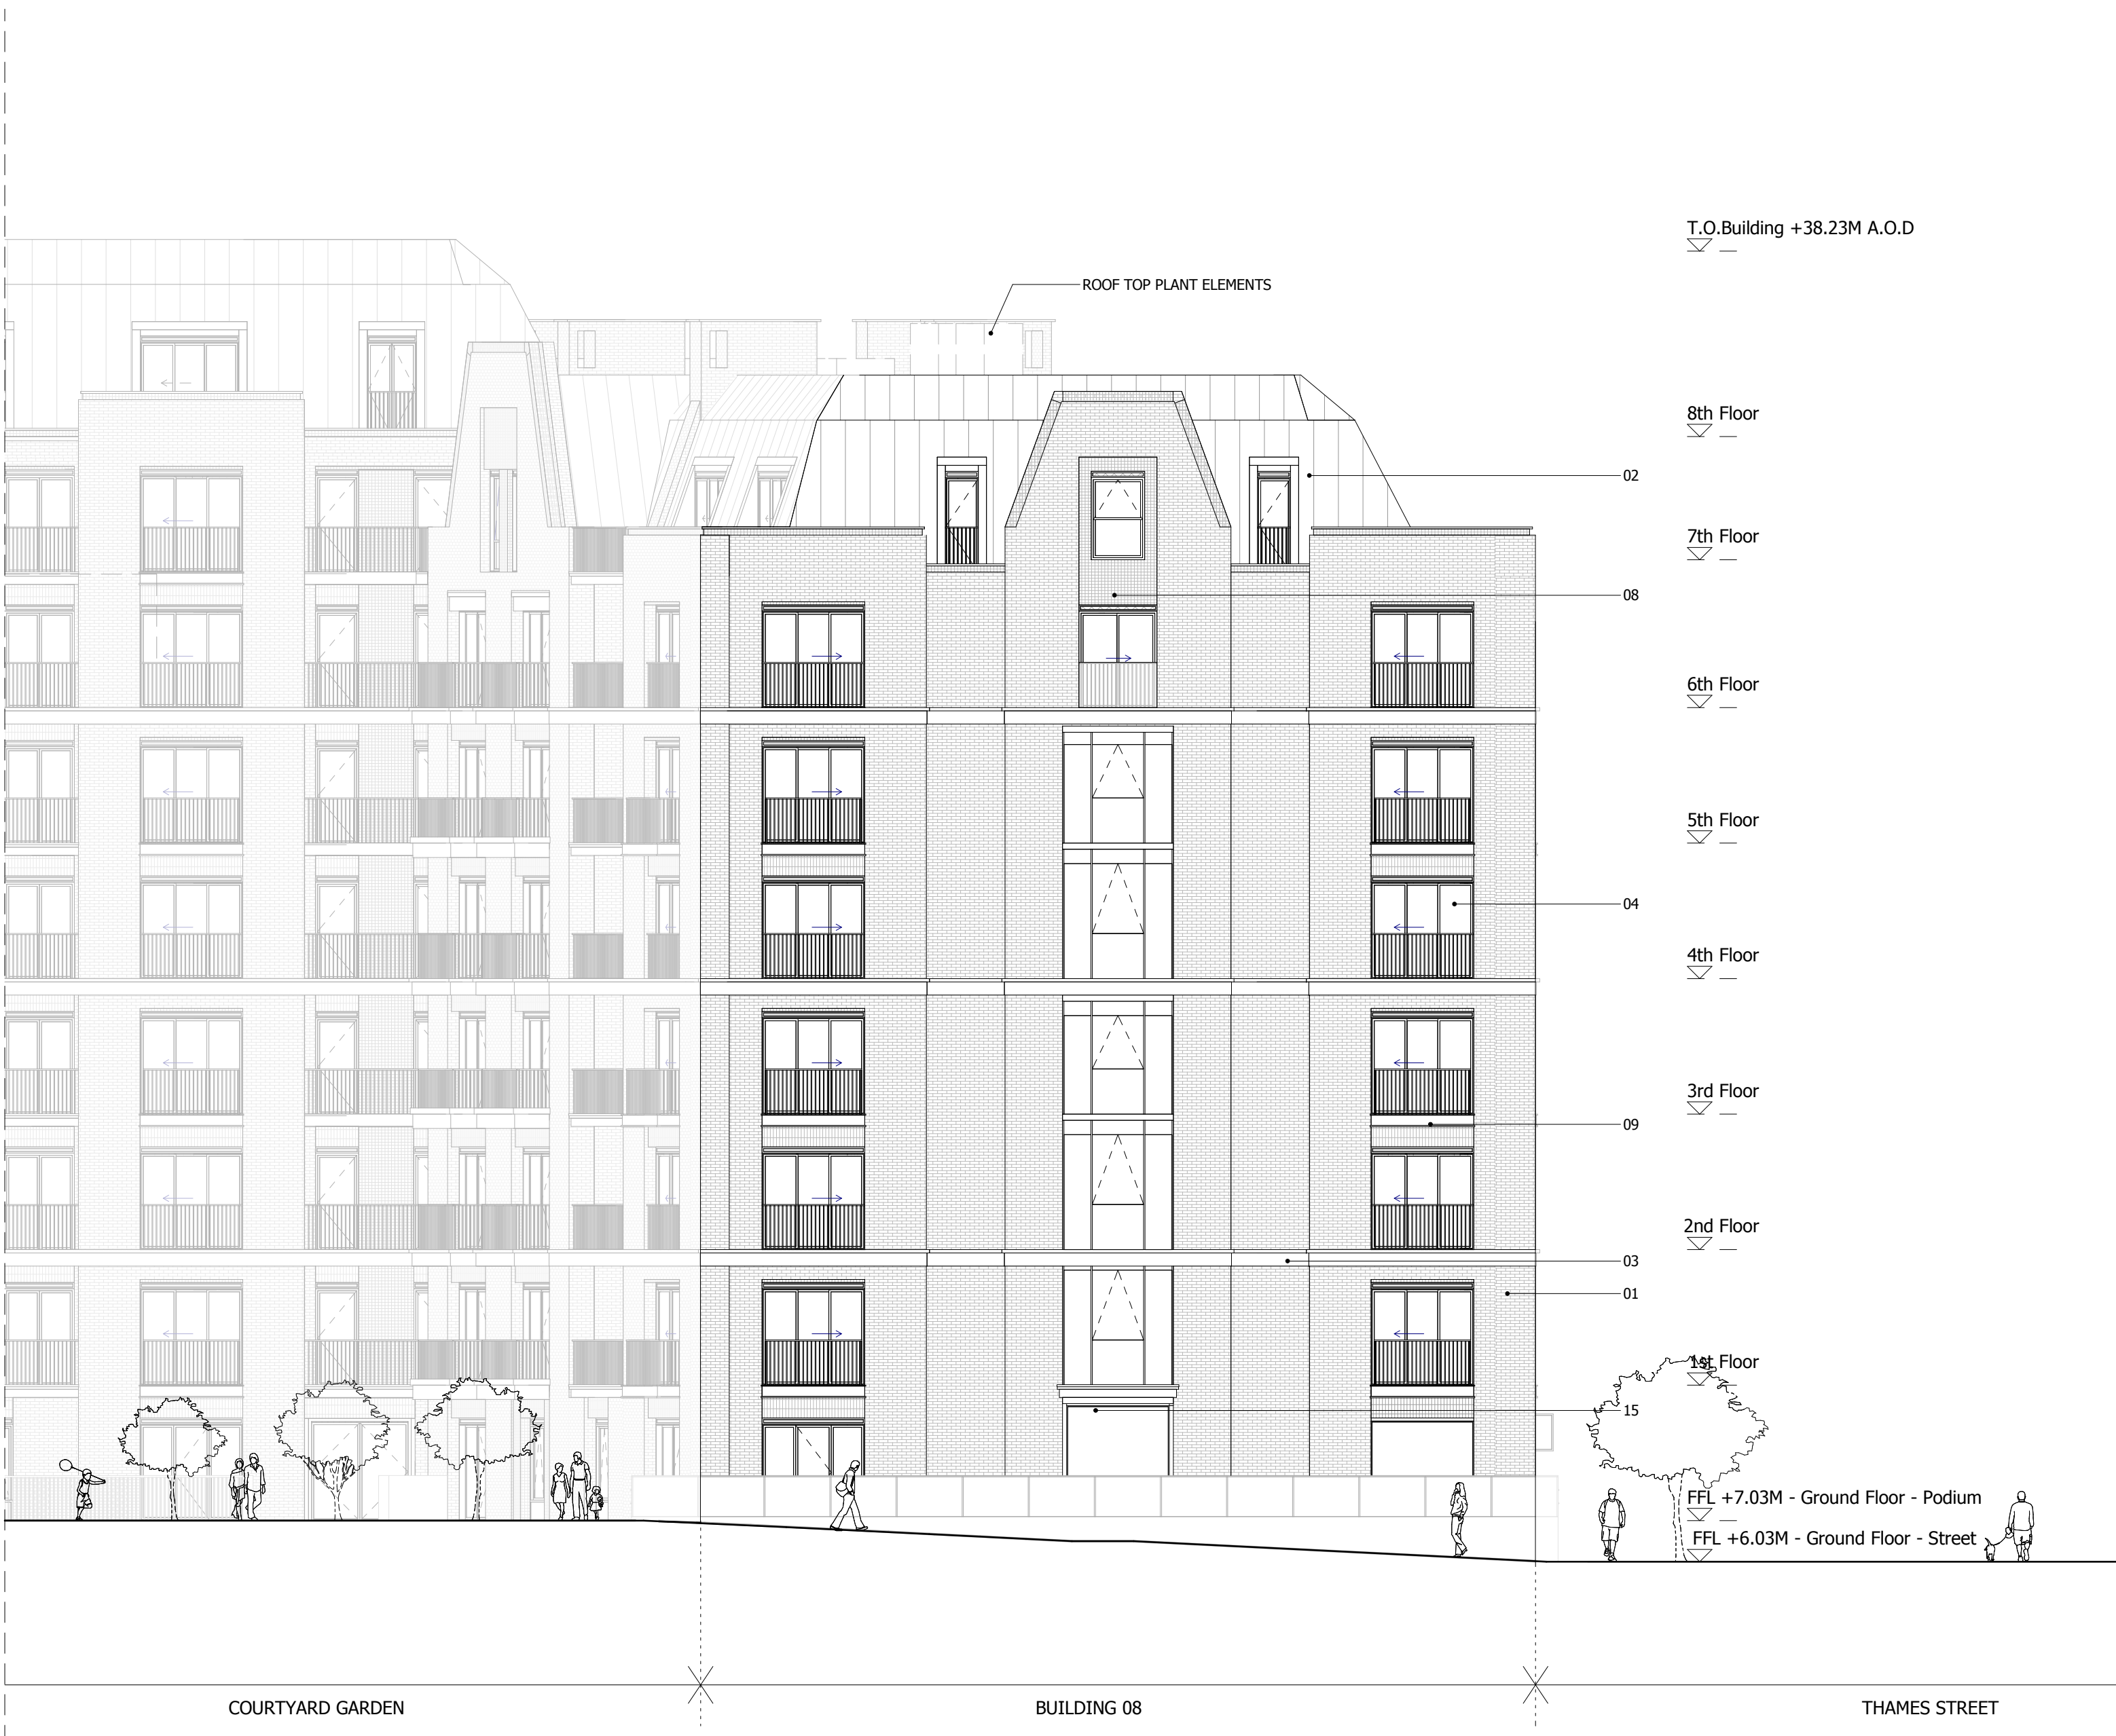 T.O.Building +38.23M A.O.D
ROOF TOP PLANT ELEMENTS
8th Floor
02
7th Floor
08
6th Floor
5th Floor
04
4th Floor
3rd Floor
09
2nd Floor
03
01
1st Floor
15
FFL +7.03M - Ground Floor - Podium
FFL +6.03M - Ground Floor - Street
COURTYARD GARDEN
BUILDING 08
THAMES STREET